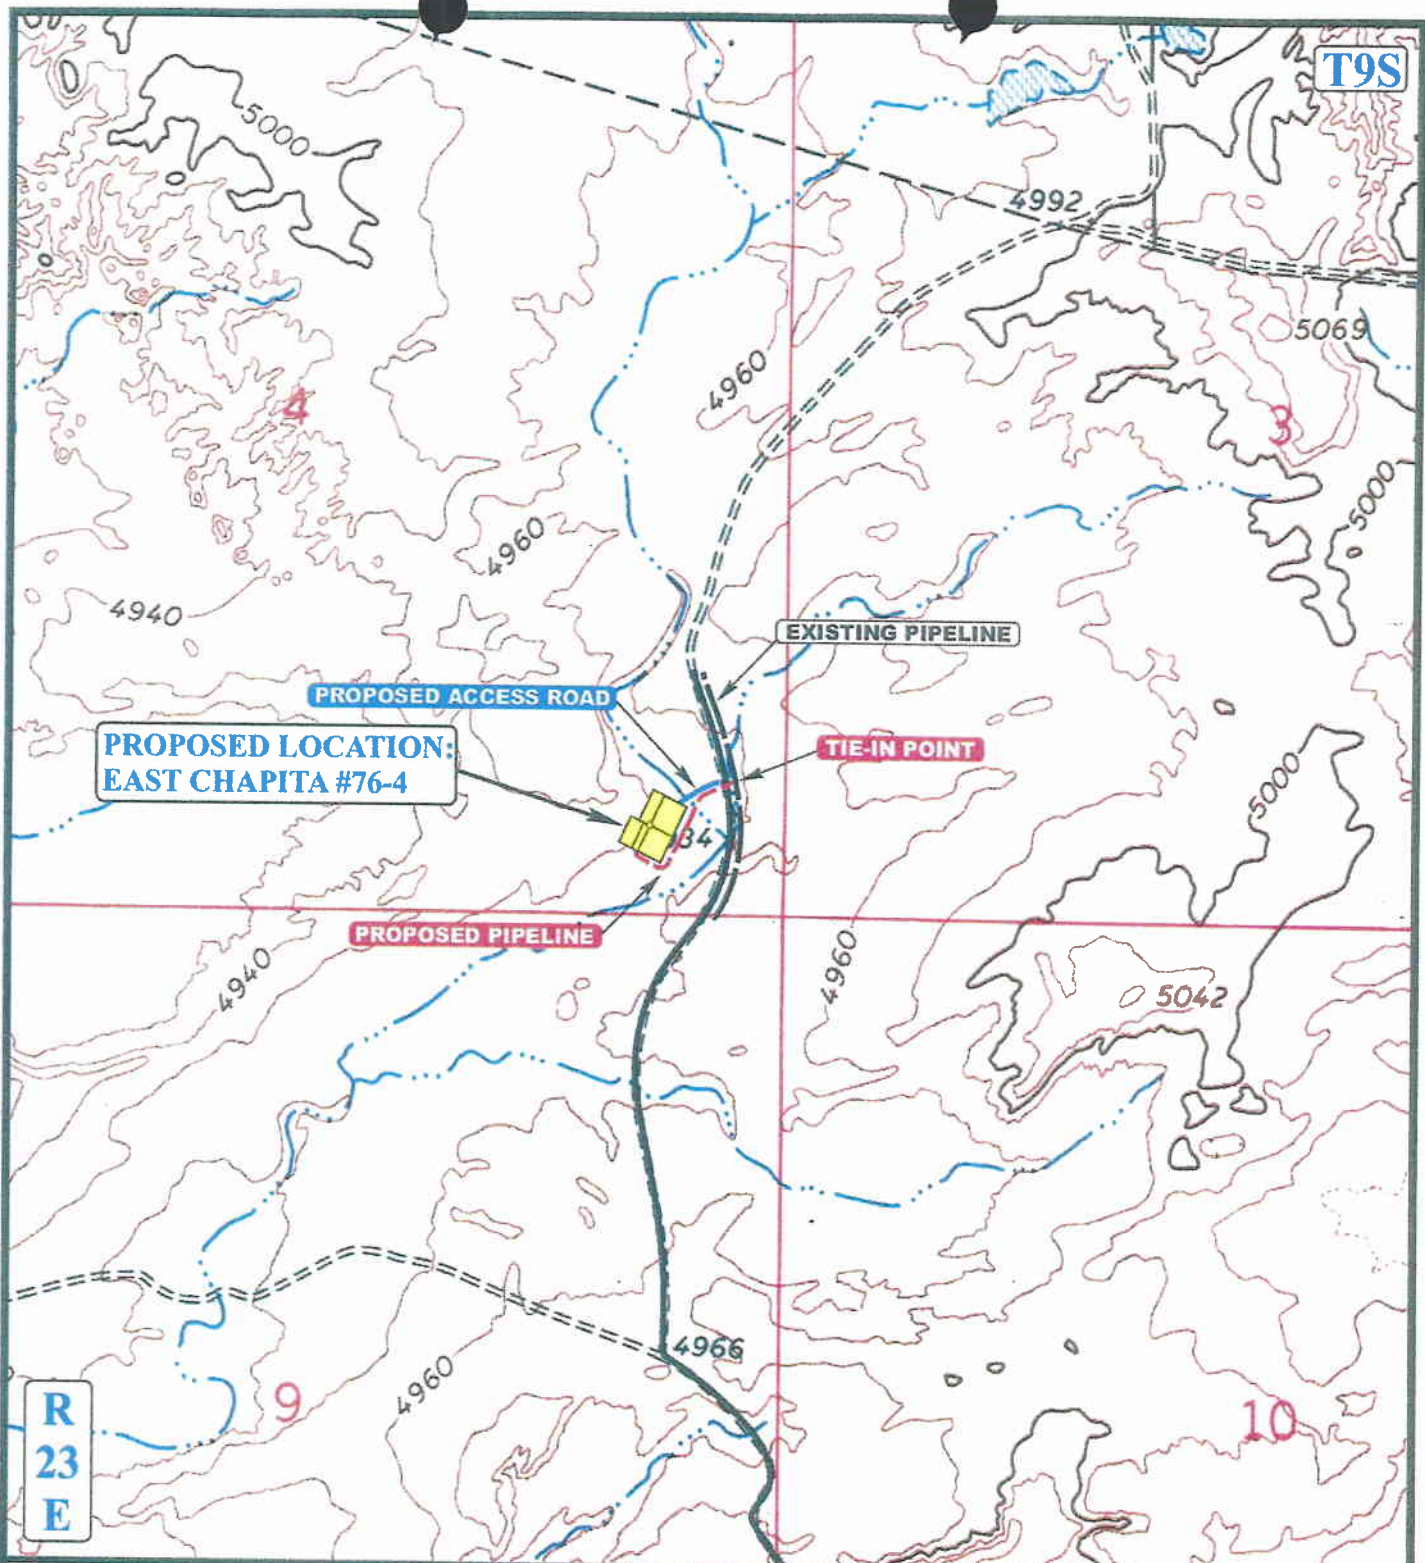 T9S
5000
4992
5069
4960
4
3
5000
4960
4940
EXISTING PIPELINE
PROPOSED ACCESS ROAD
PROPOSED LOCATION:
EAST CHAPITA #76-4
TIE-IN POINT
5000
34
PROPOSED PIPELINE
4940
4960
5042
4966
4960
R
23
E
9
10